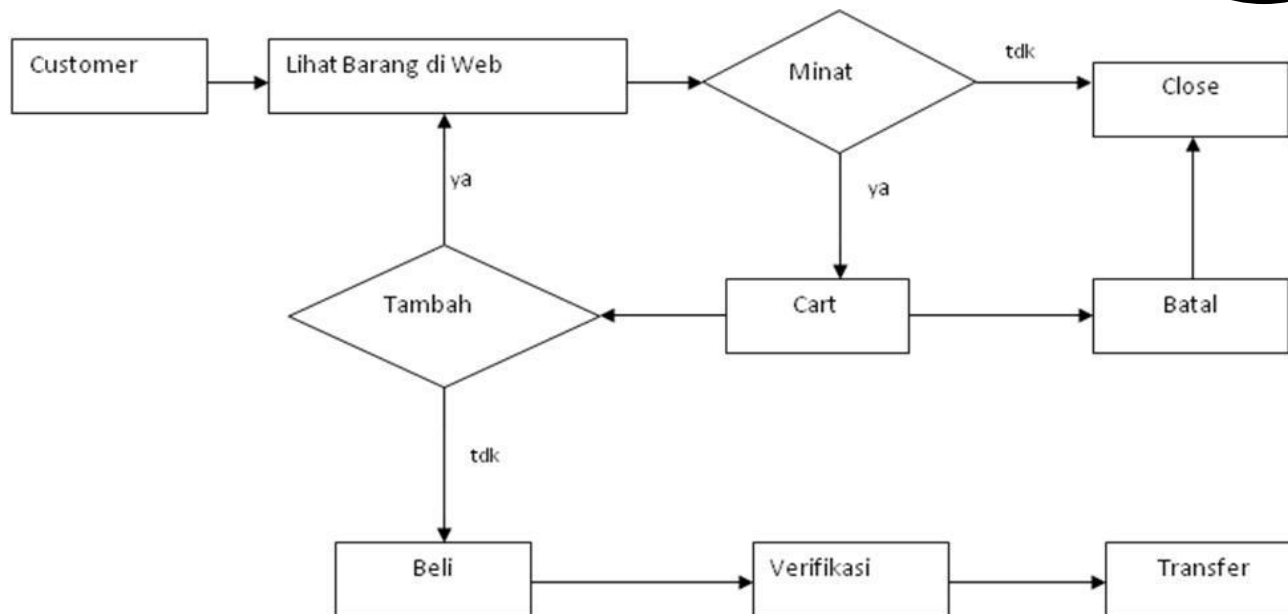 Customer
Lihat Barang di Web
Minat
tdk
Close
ya
ya
Tambah
Cart
Batal
tdk
Beli
Verifikasi
Transfer